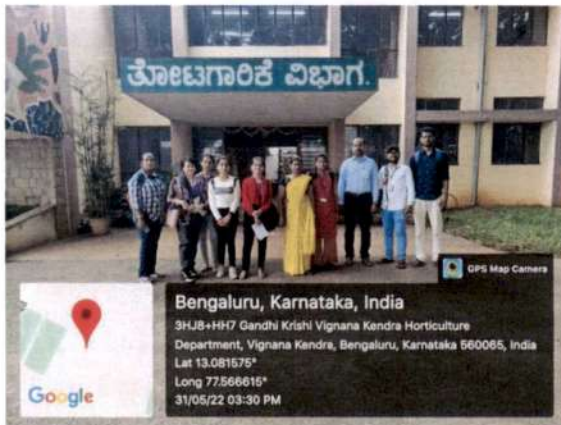 ತೋಟಗಾರಿಕೆ ವಿಭಾಗ.
GPS Map Camera
Bengaluru, Karnataka, India
3HJ8+HH7 Gandhi Krishi Vignana Kendra Horticulture
Department, Vignana Kendra, Bengaluru, Karnataka 560065, India
Lat 13.081575°
Long 77.566615°
31/05/22 03:30 PM
Google